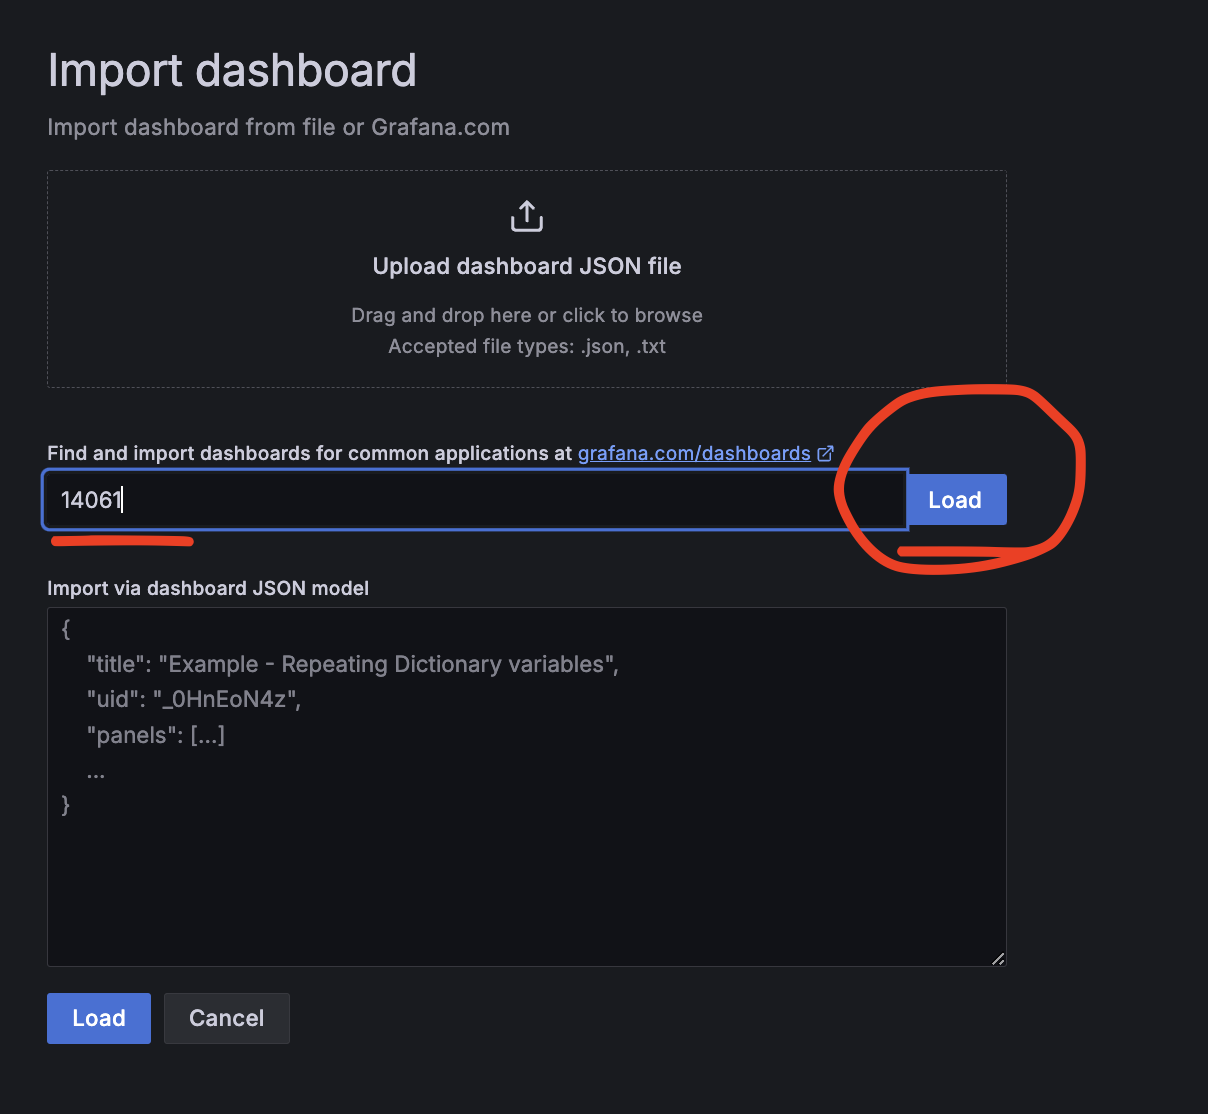 Import dashboard
Import dashboard from file or Grafana.com
Upload dashboard JSON file
Drag and drop here or click to browse
Accepted file types: .json, .txt
Find and import dashboards for common applications at grafana.com/dashboards
14061
Load
Import via dashboard JSON model
{
"title": "Example - Repeating Dictionary variables",
"uid": "_0HnEoN4z",
"panels": [...]
...
}
Load Cancel